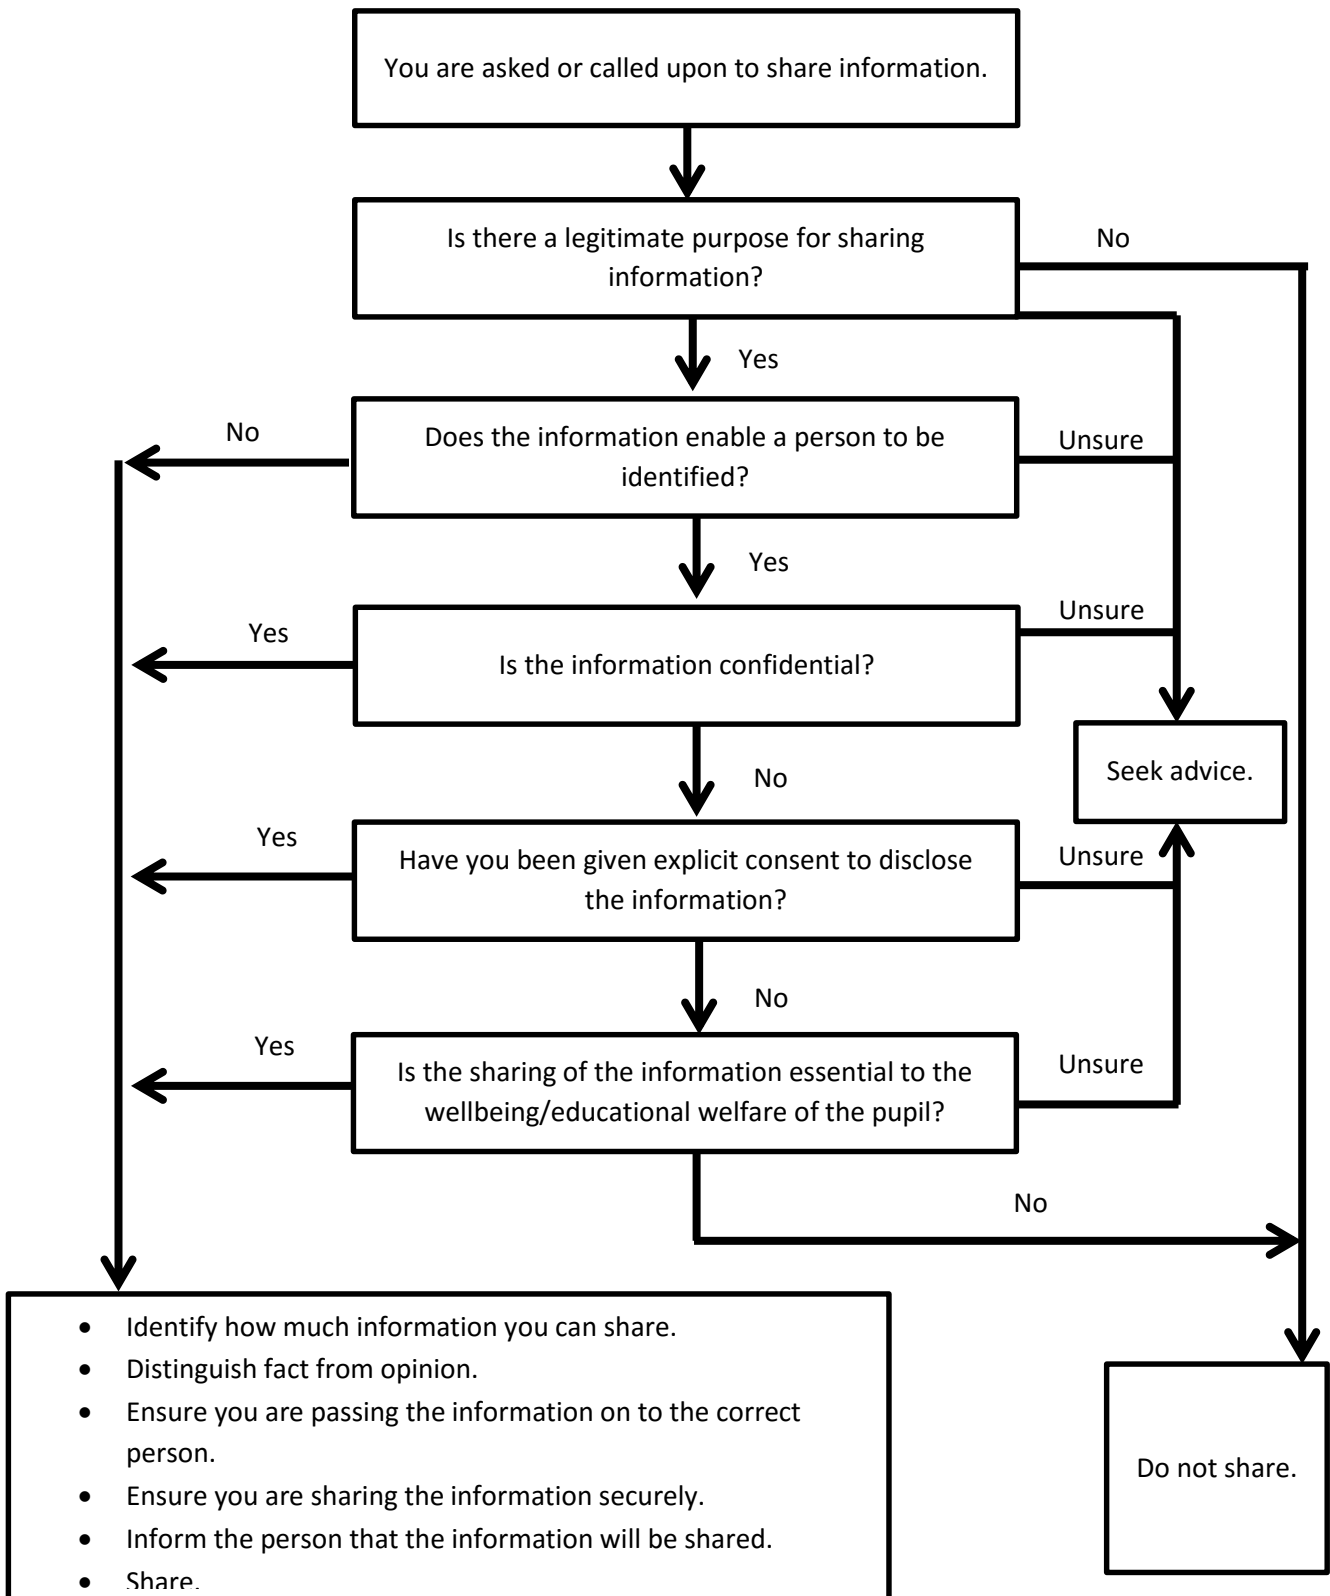 You are asked or called upon to share information.
Is there a legitimate purpose for sharing
information?
No
Yes
No
Does the information enable a person to be
identified?
Unsure
Yes
Unsure
Yes
Is the information confidential?
Seek advice.
No
Yes
Have you been given explicit consent to disclose
the information?
Unsure
No
Yes
Is the sharing of the information essential to the
wellbeing/educational welfare of the pupil?
Unsure
No
• Identify how much information you can share.
• Distinguish fact from opinion.
• Ensure you are passing the information on to the correct
person.
• Ensure you are sharing the information securely.
• Inform the person that the information will be shared.
• Share.
Do not share.